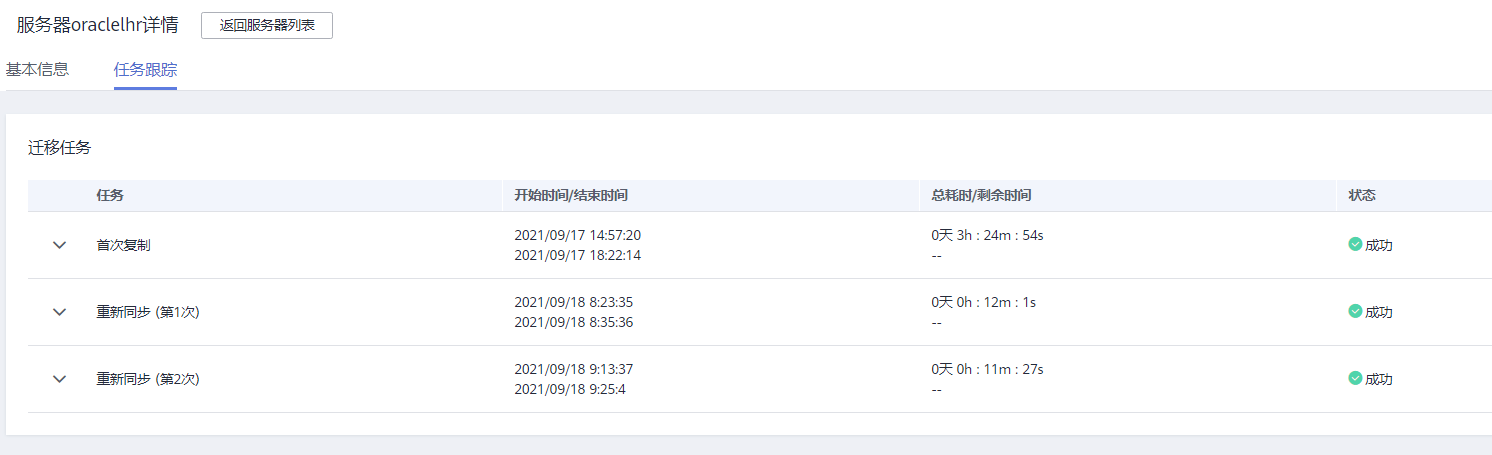 服务器oraclelhr详情 返回服务器列表
基本信息 任务跟踪
迁移任务
任务 开始时间/结束时间 总耗时/剩余时间 状态
首次复制 2021/09/17 14:57:20 0天 3h : 24m : 54s 成功
2021/09/17 18:22:14 --
重新同步 (第1次) 2021/09/18 8:23:35 0天 0h : 12m : 1s 成功
2021/09/18 8:35:36 --
重新同步 (第2次) 2021/09/18 9:13:37 0天 0h : 11m : 27s 成功
2021/09/18 9:25:4 --